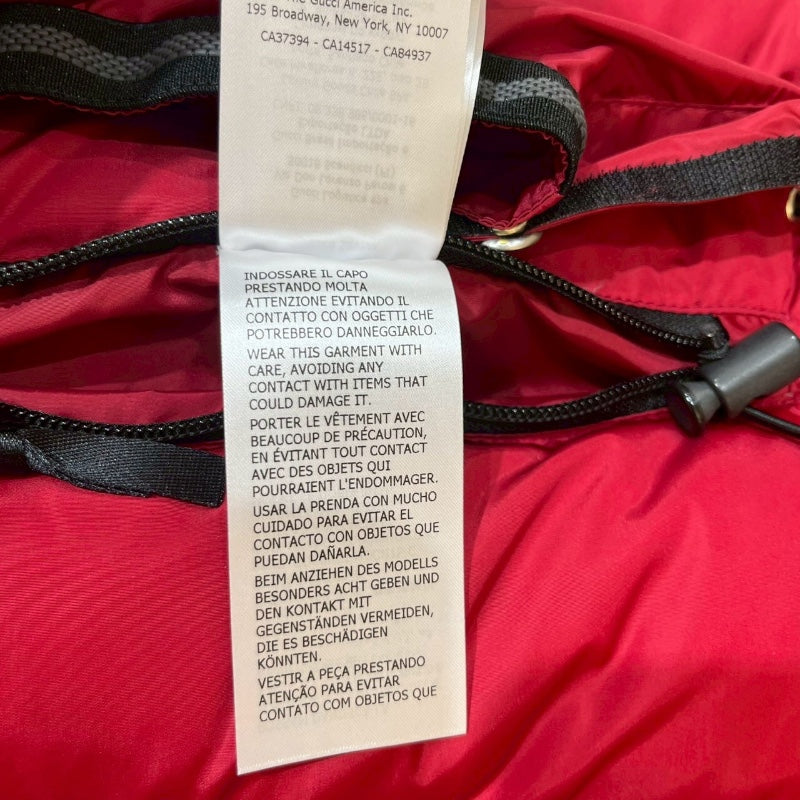 Gucci America Inc.
195 Broadway, New York, NY 10007
CA37394 - CA14517 - CA84937
INDOSSARE IL CAPO
PRESTANDO MOLTA
ATTENZIONE EVITANDO IL
CONTATTO CON OGGETTI CHE
POTREBBERO DANNEGGIARLO.
WEAR THIS GARMENT WITH
CARE, AVOIDING ANY
CONTACT WITH ITEMS THAT
COULD DAMAGE IT.
PORTER LE VÊTEMENT AVEC
BEAUCOUP DE PRÉCAUTION,
EN ÉVITANT TOUT CONTACT
AVEC DES OBJETS QUI
POURRAIENT L'ENDOMMAGER.
USAR LA PRENDA CON MUCHO
CUIDADO PARA EVITAR EL
CONTACTO CON OBJETOS QUE
PUEDAN DAÑARLA.
BEIM ANZIEHEN DES MODELLS
BESONDERS ACHT GEBEN UND
DEN KONTAKT MIT
GEGENSTÄNDEN VERMEIDEN,
DIE ES BESCHÄDIGEN
KÖNNTEN.
VESTIR A PEÇA PRESTANDO
ATENÇÃO PARA EVITAR
CONTATO COM OBJETOS QUE